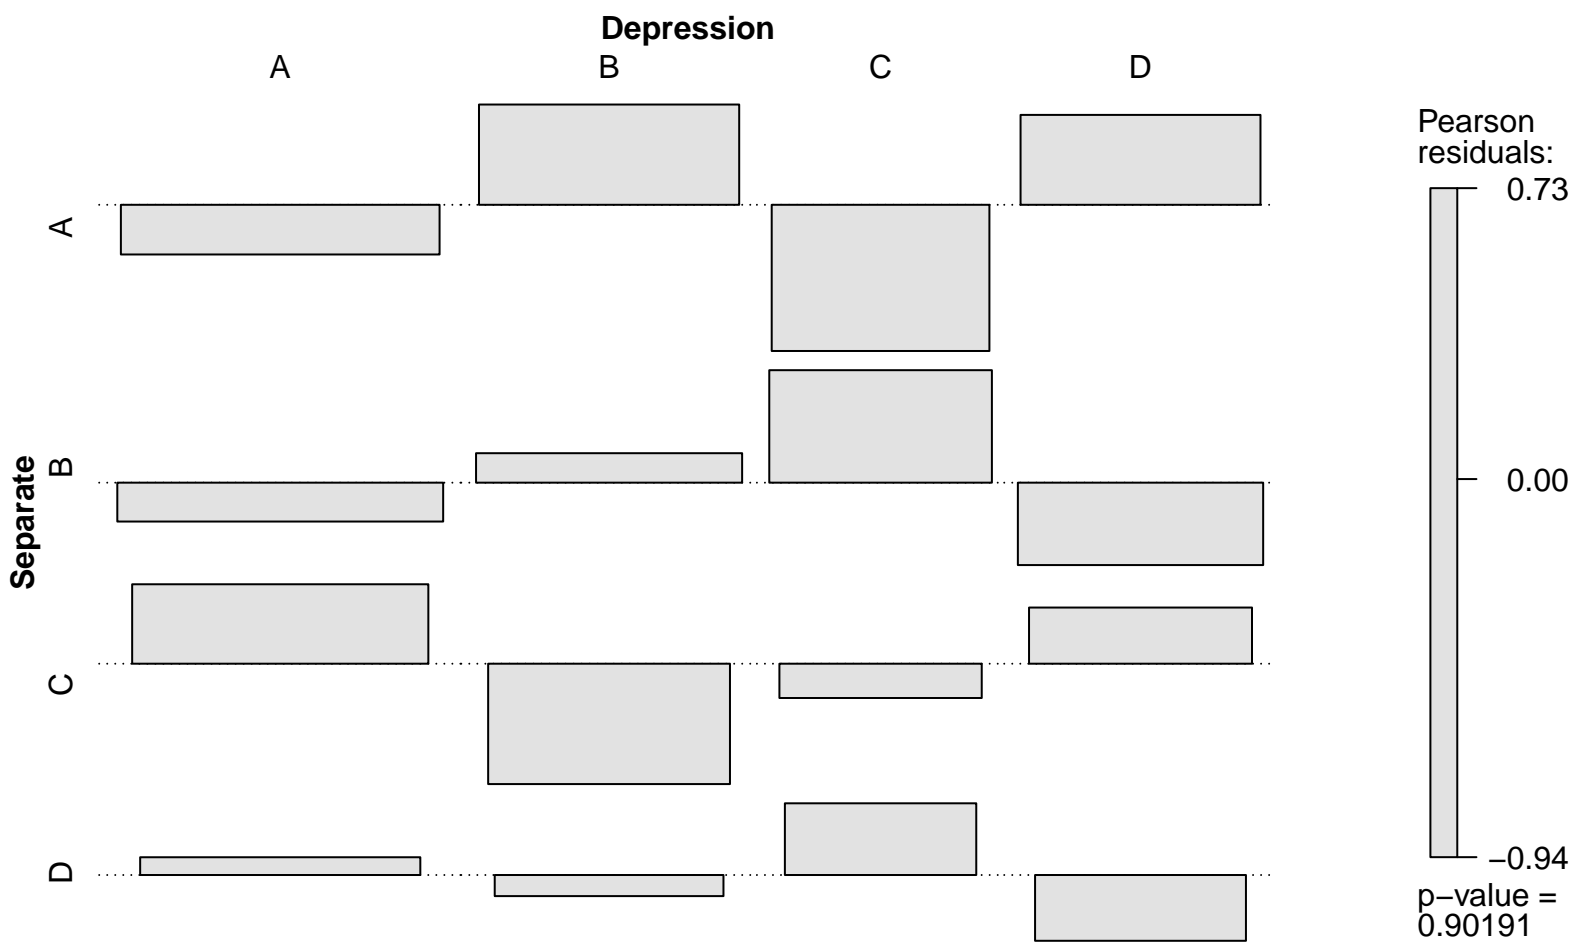 Depression
A B C D
Separate
A
B
C
D
Pearson
residuals:
0.73
0.00
−0.94
p−value =
0.90191